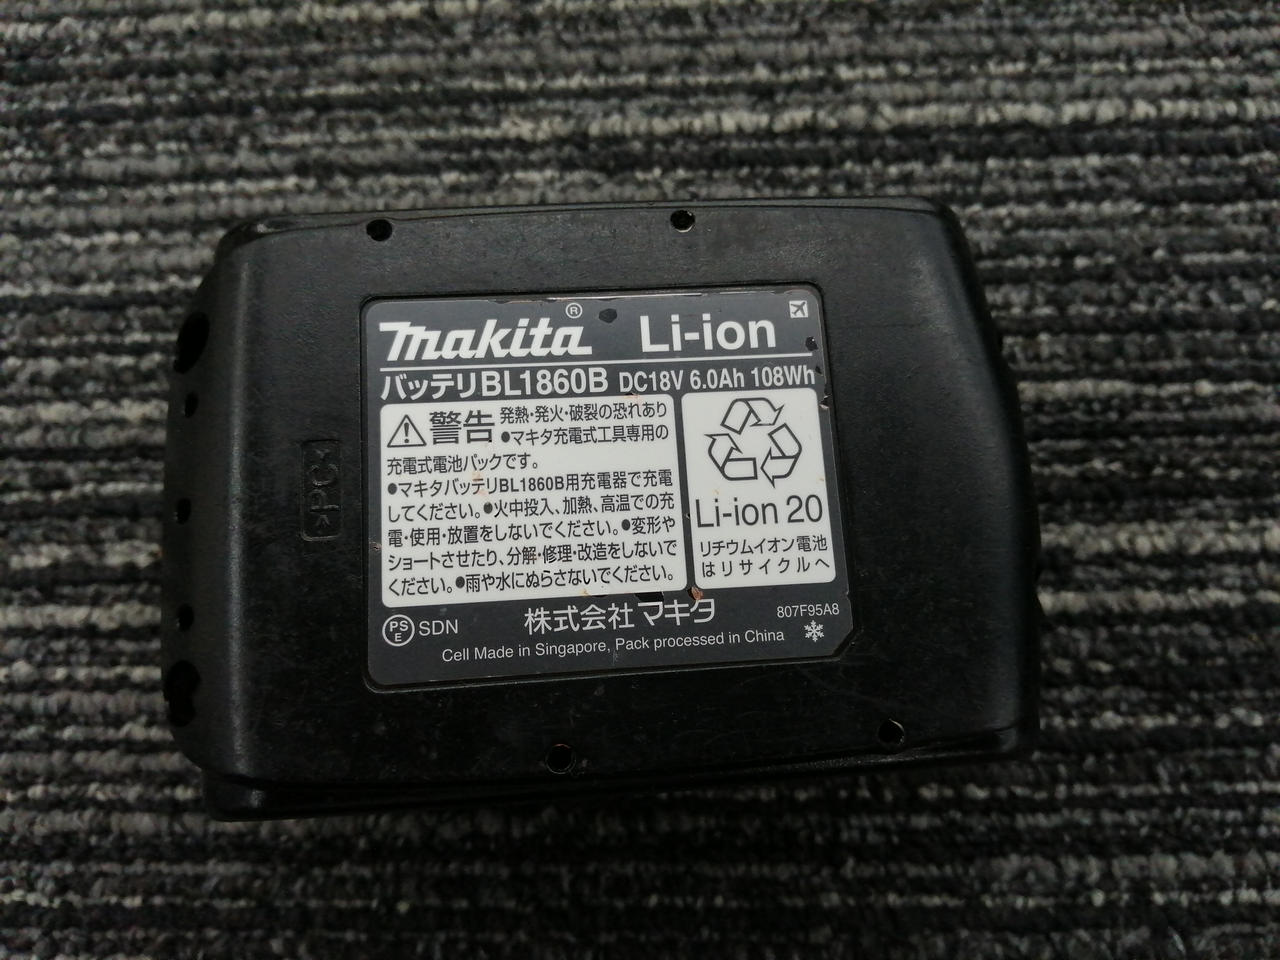 makita® Li-ion
バッテリBL1860B DC18V 6.0Ah 108Wh
警告 発熱・発火・破裂の恐れあり
●マキタ充電式工具専用の
充電式電池パックです。
●マキタバッテリBL1860B用充電器で充電
してください。●火中投入、加熱、高温での充
電・使用・放置をしないでください。●変形や
ショートさせたり、分解・修理・改造をしないで
ください。●雨や水にぬらさないでください。
Li-ion 20
リチウムイオン電池
はリサイクルへ
PSE SDN 株式会社マキタ 807F95A8
Cell Made in Singapore, Pack processed in China
>PC<